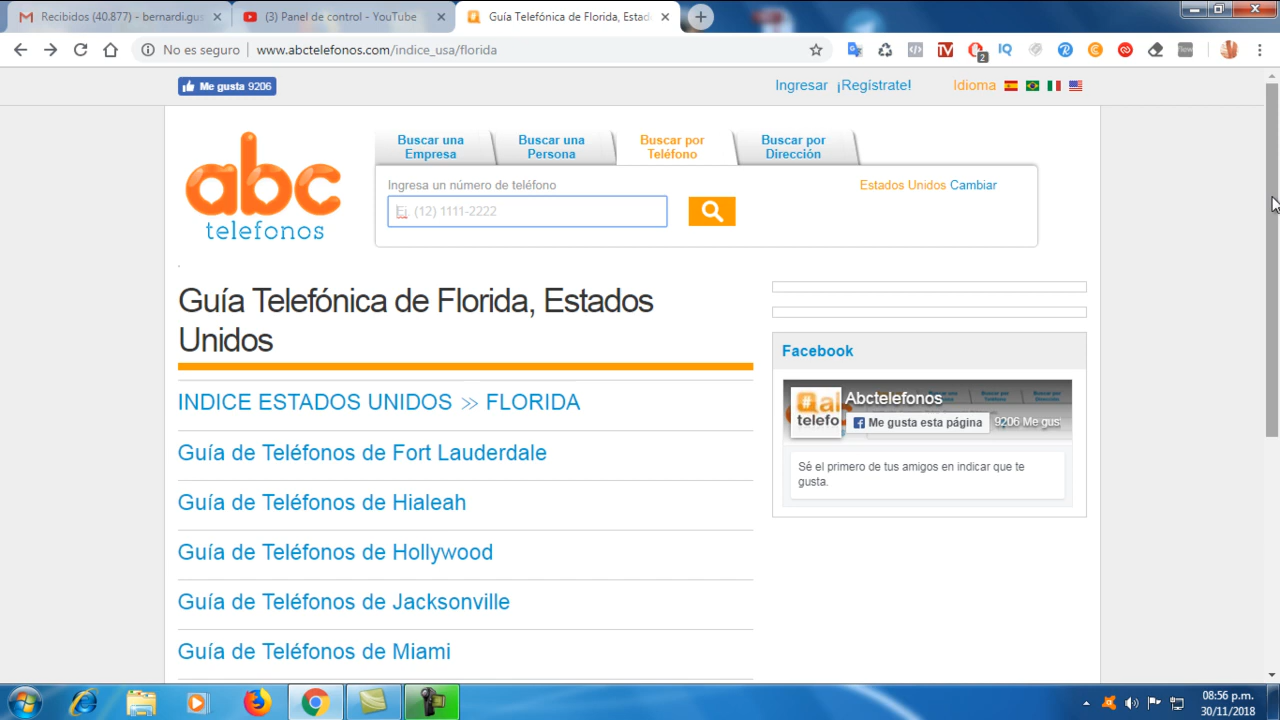 Recibidos (40.877) - bernardi.gus
(3) Panel de control - YouTube
Guía Telefónica de Florida, Estad
No es seguro
www.abctelefonos.com/indice_usa/florida
TV
2
IQ
flow
Me gusta 9206
Ingresar
¡Regístrate!
Idioma
abc
telefonos
Buscar una
Empresa
Buscar una
Persona
Buscar por
Teléfono
Buscar por
Dirección
Ingresa un número de teléfono
Estados Unidos Cambiar
Ej. (12) 1111-2222
Guía Telefónica de Florida, Estados
Unidos
INDICE ESTADOS UNIDOS >> FLORIDA
Guía de Teléfonos de Fort Lauderdale
Guía de Teléfonos de Hialeah
Guía de Teléfonos de Hollywood
Guía de Teléfonos de Jacksonville
Guía de Teléfonos de Miami
Facebook
Abctelefonos
telefo
Me gusta esta página
9206 Me gus
Sé el primero de tus amigos en indicar que te
gusta.
08:56 p.m.
30/11/2018